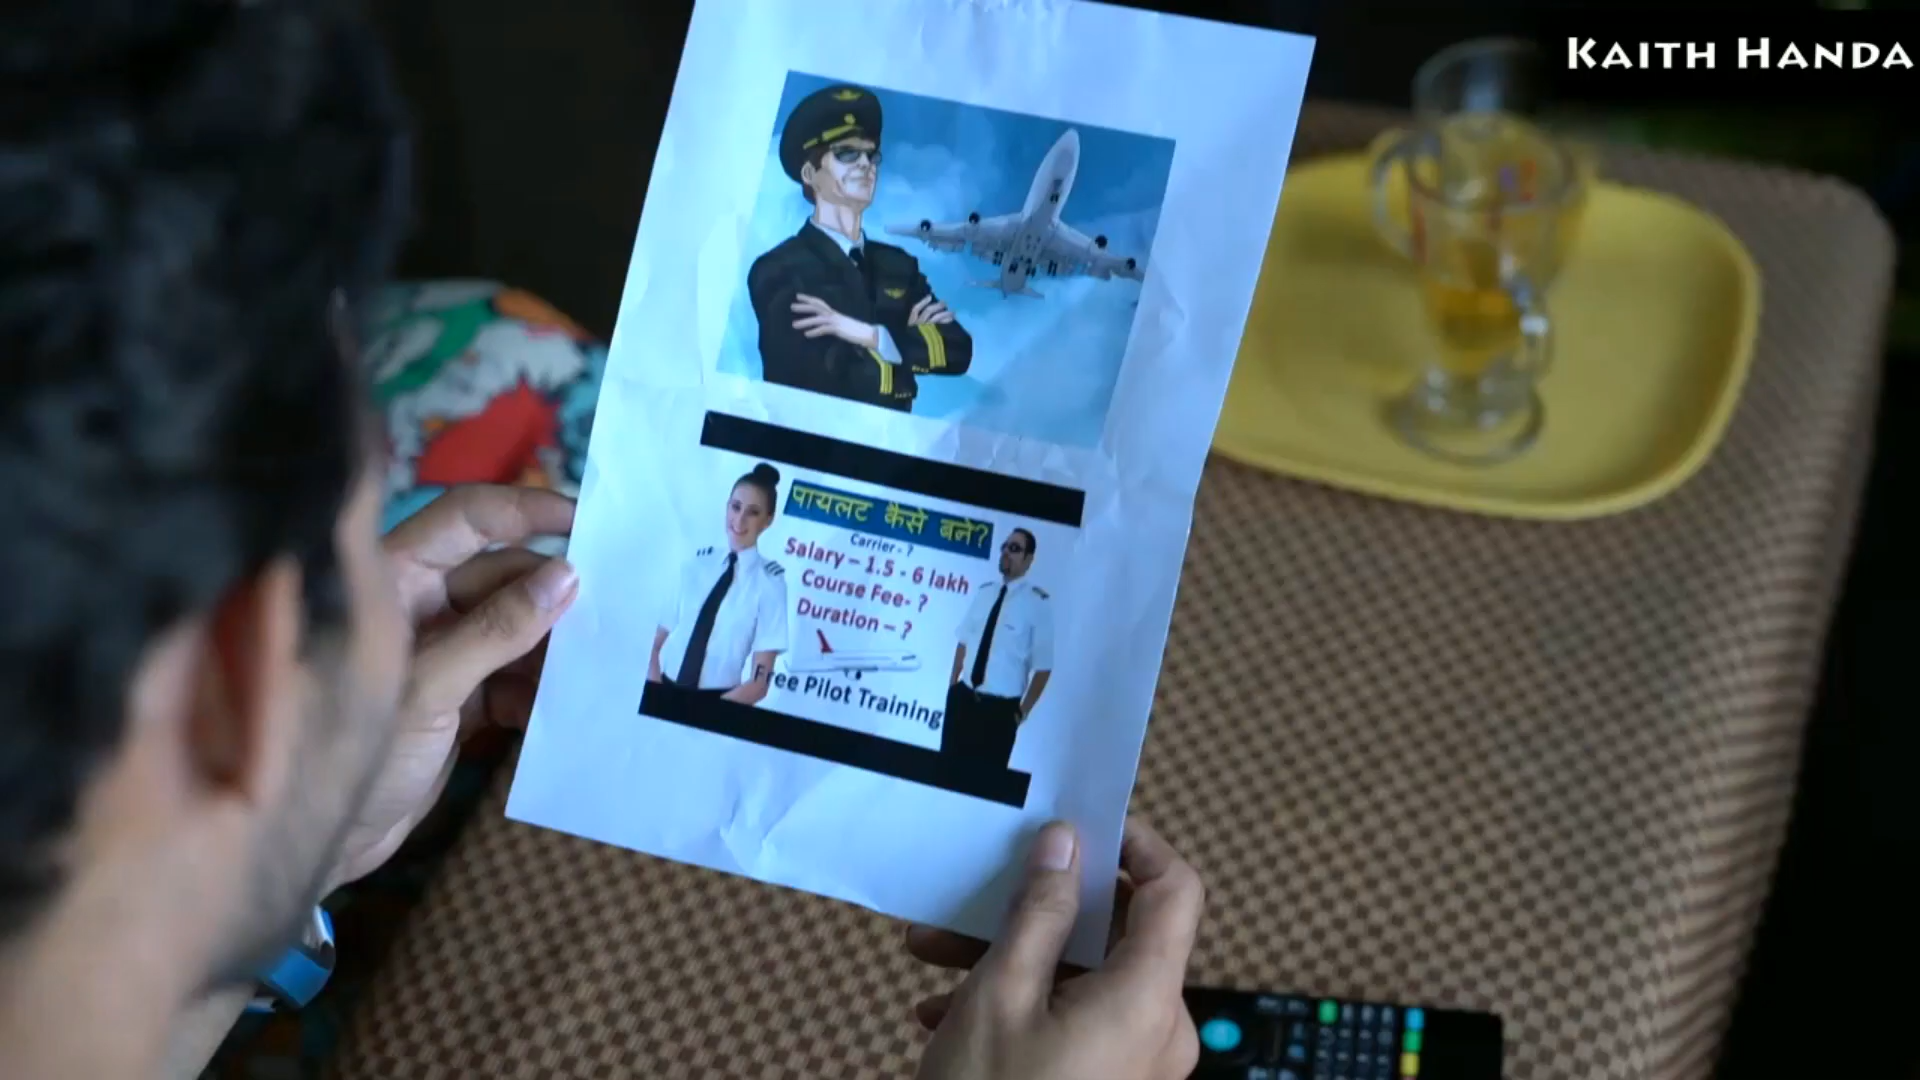 KAITH HANDA
पायलट कैसे बने?
Carrier - ?
Salary – 1.5 - 6 lakh
Course Fee- ?
Duration – ?
Free Pilot Training